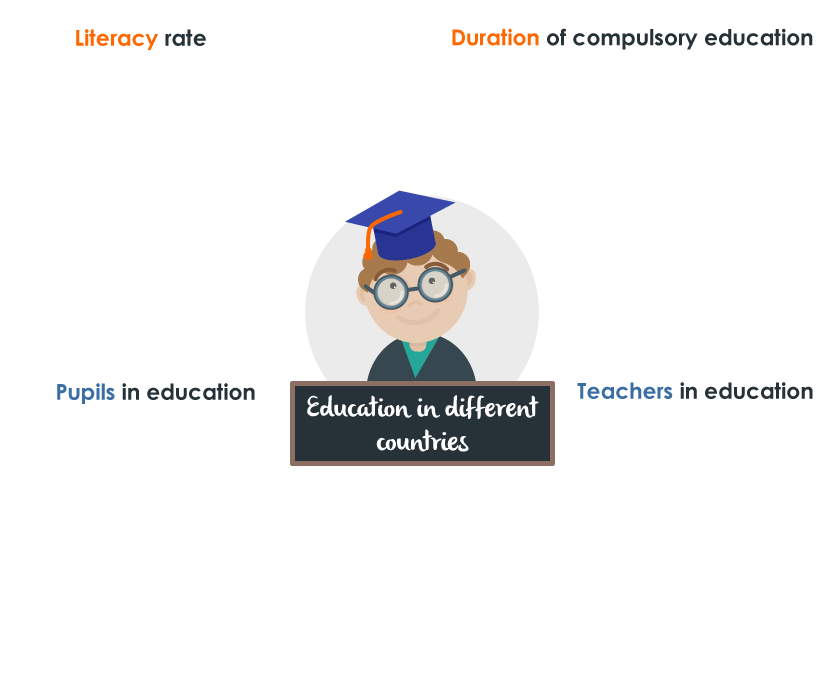 Literacy rate
Duration of compulsory education
Pupils in education
Teachers in education
Education in different
countries